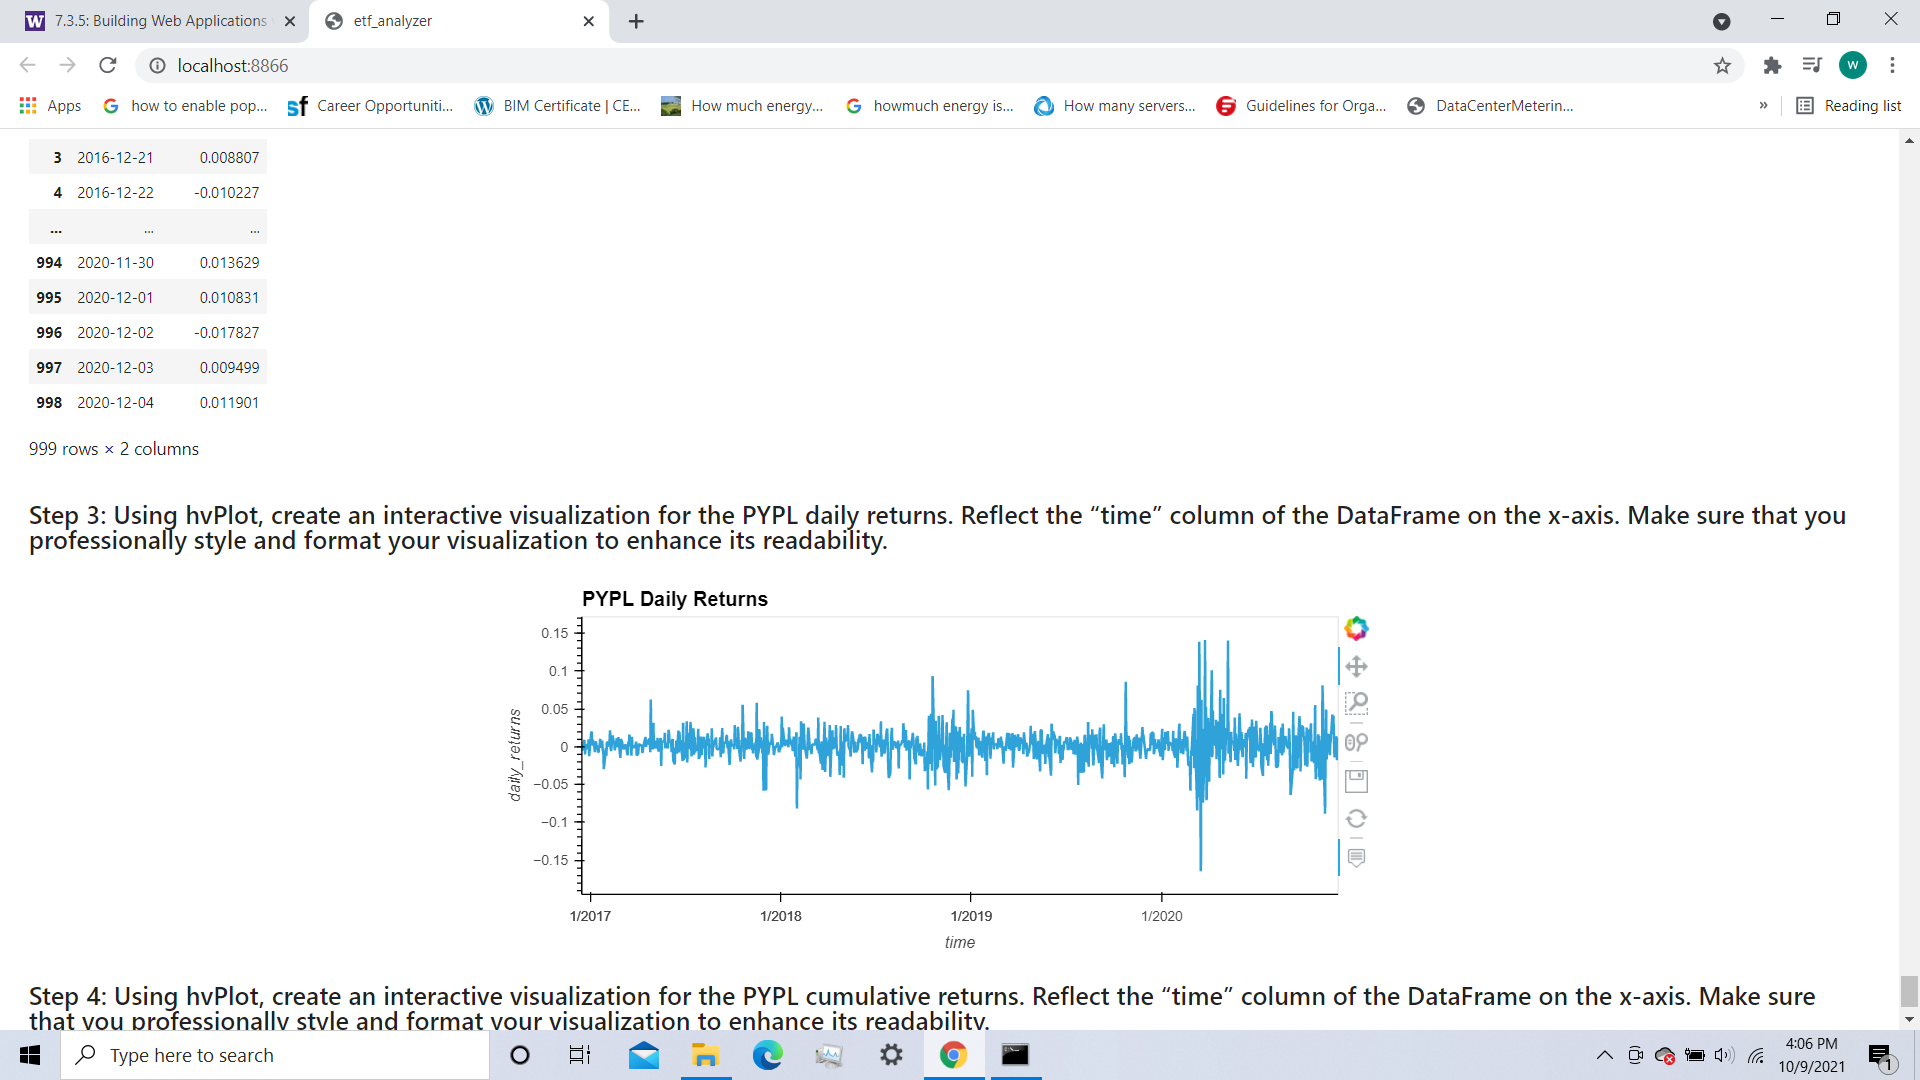 7.3.5: Building Web Applications
etf_analyzer
localhost:8866
W
Apps
how to enable pop...
Career Opportuniti...
BIM Certificate | CE...
How much energy...
howmuch energy is...
How many servers...
Guidelines for Orga...
DataCenterMeterin...
»
Reading list
3 2016-12-21 0.008807
4 2016-12-22 -0.010227
... ... ...
994 2020-11-30 0.013629
995 2020-12-01 0.010831
996 2020-12-02 -0.017827
997 2020-12-03 0.009499
998 2020-12-04 0.011901
999 rows × 2 columns
Step 3: Using hvPlot, create an interactive visualization for the PYPL daily returns. Reflect the “time” column of the DataFrame on the x-axis. Make sure that you
professionally style and format your visualization to enhance its readability.
PYPL Daily Returns
0.15
0.1
0.05
0
−0.05
−0.1
−0.15
daily_returns
1/2017 1/2018 1/2019 1/2020
time
Step 4: Using hvPlot, create an interactive visualization for the PYPL cumulative returns. Reflect the “time” column of the DataFrame on the x-axis. Make sure
that you professionally style and format your visualization to enhance its readability.
Type here to search
4:06 PM
10/9/2021
1